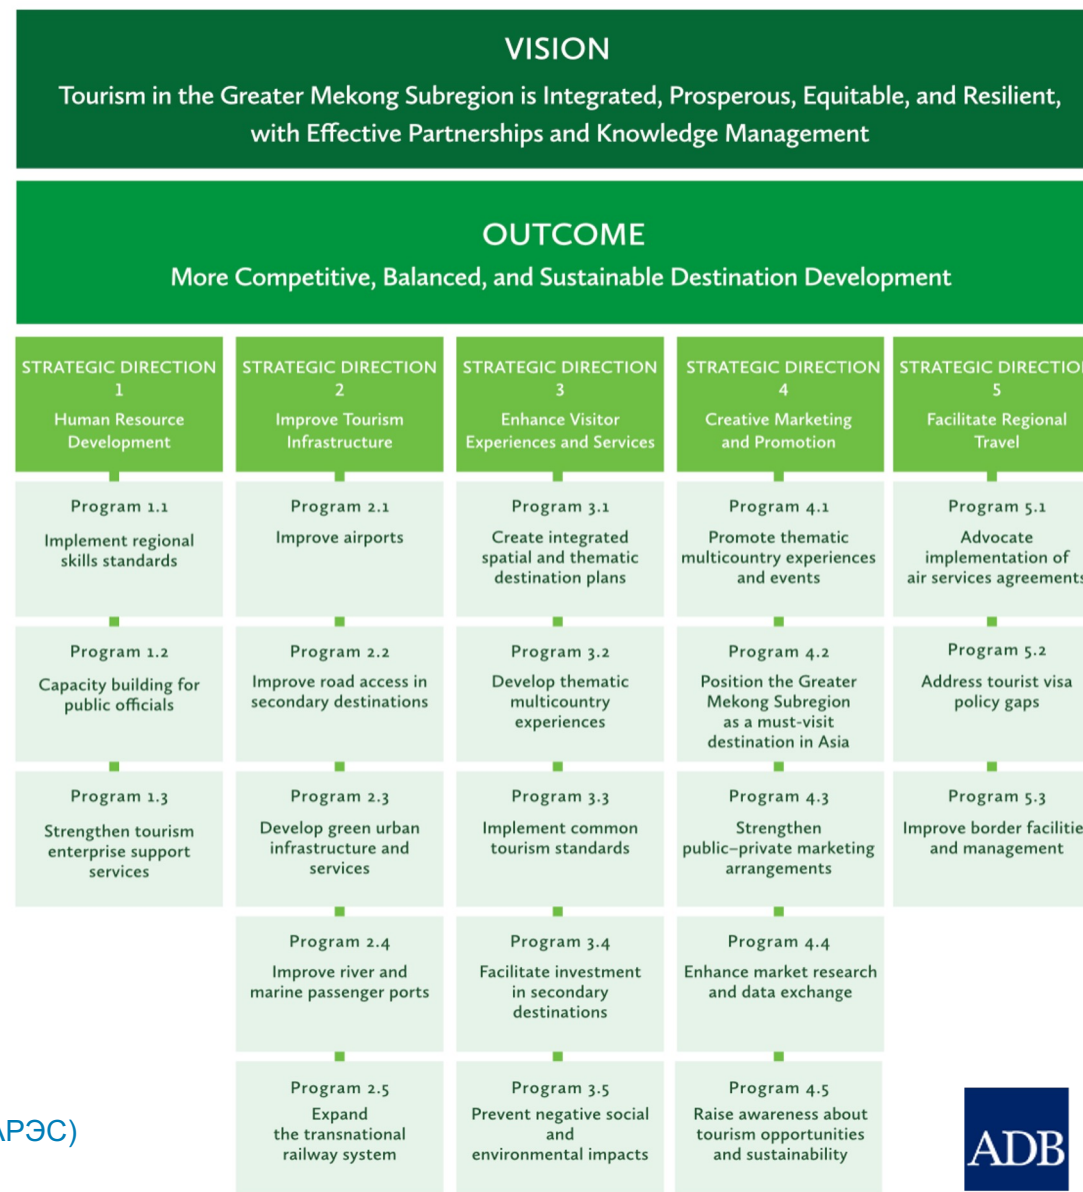 VISION
Tourism in the Greater Mekong Subregion is Integrated, Prosperous, Equitable, and Resilient,
with Effective Partnerships and Knowledge Management
OUTCOME
More Competitive, Balanced, and Sustainable Destination Development
STRATEGIC DIRECTION
1
Human Resource
Development
Program 1.1
Implement regional
skills standards
Program 1.2
Capacity building for
public officials
Program 1.3
Strengthen tourism
enterprise support
services
STRATEGIC DIRECTION
2
Improve Tourism
Infrastructure
Program 2.1
Improve airports
Program 2.2
Improve road access in
secondary destinations
Program 2.3
Develop green urban
infrastructure and
services
Program 2.4
Improve river and
marine passenger ports
Program 2.5
Expand
the transnational
railway system
STRATEGIC DIRECTION
3
Enhance Visitor
Experiences and Services
Program 3.1
Create integrated
spatial and thematic
destination plans
Program 3.2
Develop thematic
multicountry
experiences
Program 3.3
Implement common
tourism standards
Program 3.4
Facilitate investment
in secondary
destinations
Program 3.5
Prevent negative social
and
environmental impacts
STRATEGIC DIRECTION
4
Creative Marketing
and Promotion
Program 4.1
Promote thematic
multicountry experiences
and events
Program 4.2
Position the Greater
Mekong Subregion
as a must-visit
destination in Asia
Program 4.3
Strengthen
public–private marketing
arrangements
Program 4.4
Enhance market research
and data exchange
Program 4.5
Raise awareness about
tourism opportunities
and sustainability
STRATEGIC DIRECTIO
5
Facilitate Regional
Travel
Program 5.1
Advocate
implementation of
air services agreements
Program 5.2
Address tourist visa
policy gaps
Program 5.3
Improve border facilitie
and management
АРЭС)
ADB